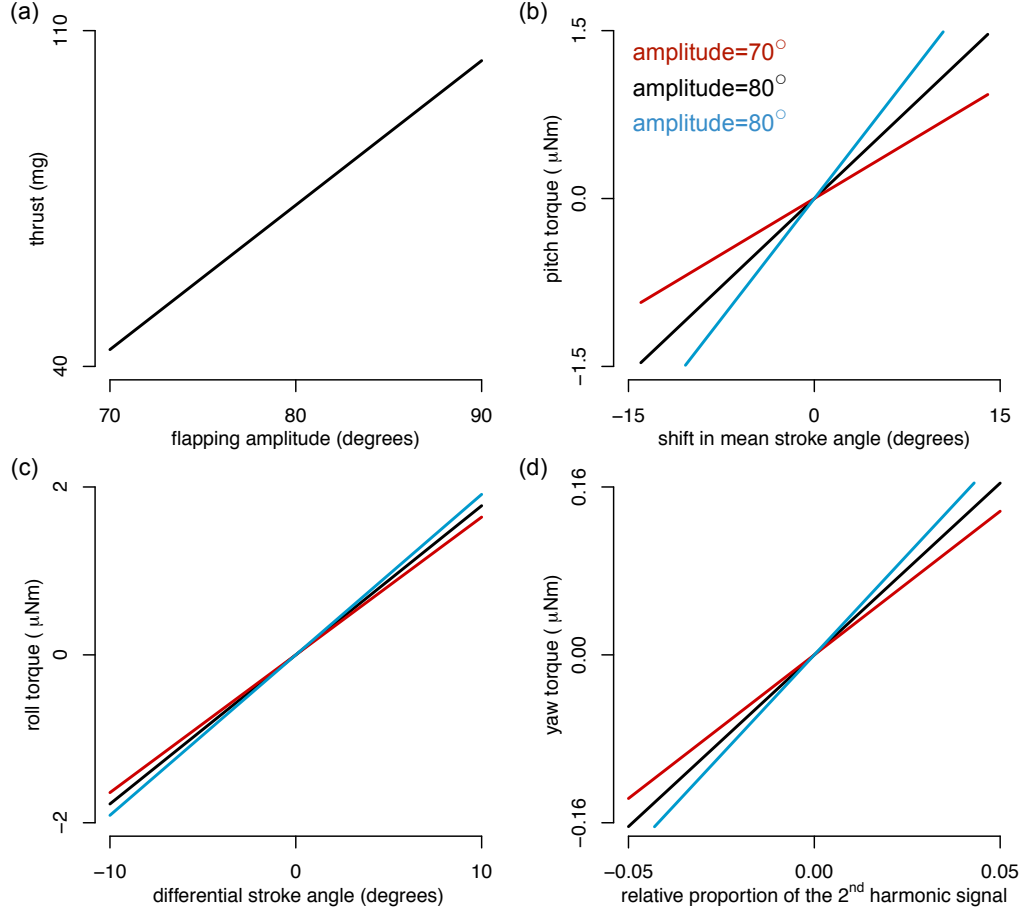 (a)
110
thrust (mg)
40
70
80
90
flapping amplitude (degrees)
(b)
1.5
amplitude=70°
amplitude=80°
amplitude=80°
pitch torque ( μNm)
0.0
−1.5
−15
0
15
shift in mean stroke angle (degrees)
(c)
2
roll torque ( μNm)
0
−2
−10
0
10
differential stroke angle (degrees)
(d)
0.16
yaw torque ( μNm)
0.00
−0.16
−0.05
0.00
0.05
relative proportion of the 2nd harmonic signal